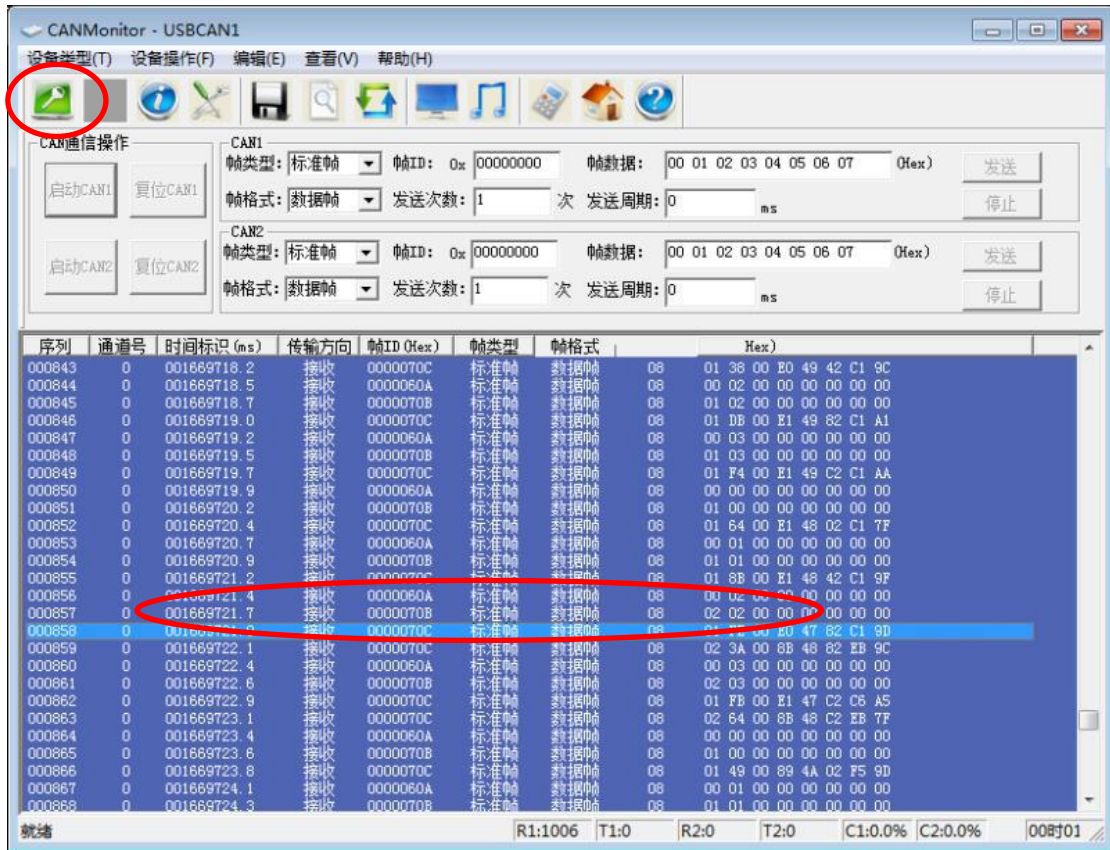 CANMonitor - USBCAN1
设备类型(T) 设备操作(F) 编辑(E) 查看(V) 帮助(H)
CAN通信操作
启动CAN1 复位CAN1
启动CAN2 复位CAN2
CAN1
帧类型: 标准帧 帧ID: 0x 00000000 帧数据: 00 01 02 03 04 05 06 07 (Hex) 发送
帧格式: 数据帧 发送次数: 1 次 发送周期: 0 ms 停止
CAN2
帧类型: 标准帧 帧ID: 0x 00000000 帧数据: 00 01 02 03 04 05 06 07 (Hex) 发送
帧格式: 数据帧 发送次数: 1 次 发送周期: 0 ms 停止
序列 通道号 时间标识(ms) 传输方向 帧ID(Hex) 帧类型 帧格式 Hex)
000843 0 001669718.2 接收 0000070C 标准帧 数据帧 08 01 38 00 E0 49 42 C1 9C
000844 0 001669718.5 接收 0000060A 标准帧 数据帧 08 00 02 00 00 00 00 00 00
000845 0 001669718.7 接收 0000070B 标准帧 数据帧 08 01 02 00 00 00 00 00 00
000846 0 001669719.0 接收 0000070C 标准帧 数据帧 08 01 DB 00 E1 49 82 C1 A1
000847 0 001669719.2 接收 0000060A 标准帧 数据帧 08 00 03 00 00 00 00 00 00
000848 0 001669719.5 接收 0000070B 标准帧 数据帧 08 01 03 00 00 00 00 00 00
000849 0 001669719.7 接收 0000070C 标准帧 数据帧 08 01 F4 00 E1 49 C2 C1 AA
000850 0 001669719.9 接收 0000060A 标准帧 数据帧 08 00 00 00 00 00 00 00 00
000851 0 001669720.2 接收 0000070B 标准帧 数据帧 08 01 00 00 00 00 00 00 00
000852 0 001669720.4 接收 0000070C 标准帧 数据帧 08 01 64 00 E1 48 02 C1 7F
000853 0 001669720.7 接收 0000060A 标准帧 数据帧 08 00 01 00 00 00 00 00 00
000854 0 001669720.9 接收 0000070B 标准帧 数据帧 08 01 01 00 00 00 00 00 00
000855 0 001669721.2 接收 0000070C 标准帧 数据帧 08 01 8B 00 E1 48 42 C1 9F
000856 0 001669721.4 接收 0000060A 标准帧 数据帧 08 00 02 00 00 00 00 00 00
000857 0 001669721.7 接收 0000070B 标准帧 数据帧 08 02 02 00 00 00 00 00 00
000858 0 接收 0000070C 标准帧 数据帧 08 01 00 E0 47 82 C1 9D
000859 0 001669722.1 接收 0000070C 标准帧 数据帧 08 02 3A 00 8B 48 82 EB 9C
000860 0 001669722.4 接收 0000060A 标准帧 数据帧 08 00 03 00 00 00 00 00 00
000861 0 001669722.6 接收 0000070B 标准帧 数据帧 08 02 03 00 00 00 00 00 00
000862 0 001669722.9 接收 0000070C 标准帧 数据帧 08 01 FB 00 E1 47 C2 C6 A5
000863 0 001669723.1 接收 0000070C 标准帧 数据帧 08 02 64 00 8B 48 C2 EB 7F
000864 0 001669723.4 接收 0000060A 标准帧 数据帧 08 00 00 00 00 00 00 00 00
000865 0 001669723.6 接收 0000070B 标准帧 数据帧 08 01 00 00 00 00 00 00 00
000866 0 001669723.8 接收 0000070C 标准帧 数据帧 08 01 49 00 89 4A 02 F5 9D
000867 0 001669724.1 接收 0000060A 标准帧 数据帧 08 00 01 00 00 00 00 00 00
000868 0 001669724.3 接收 0000070B 标准帧 数据帧 08 01 01 00 00 00 00 00 00
就绪 R1:1006 T1:0 R2:0 T2:0 C1:0.0% C2:0.0% 00时01